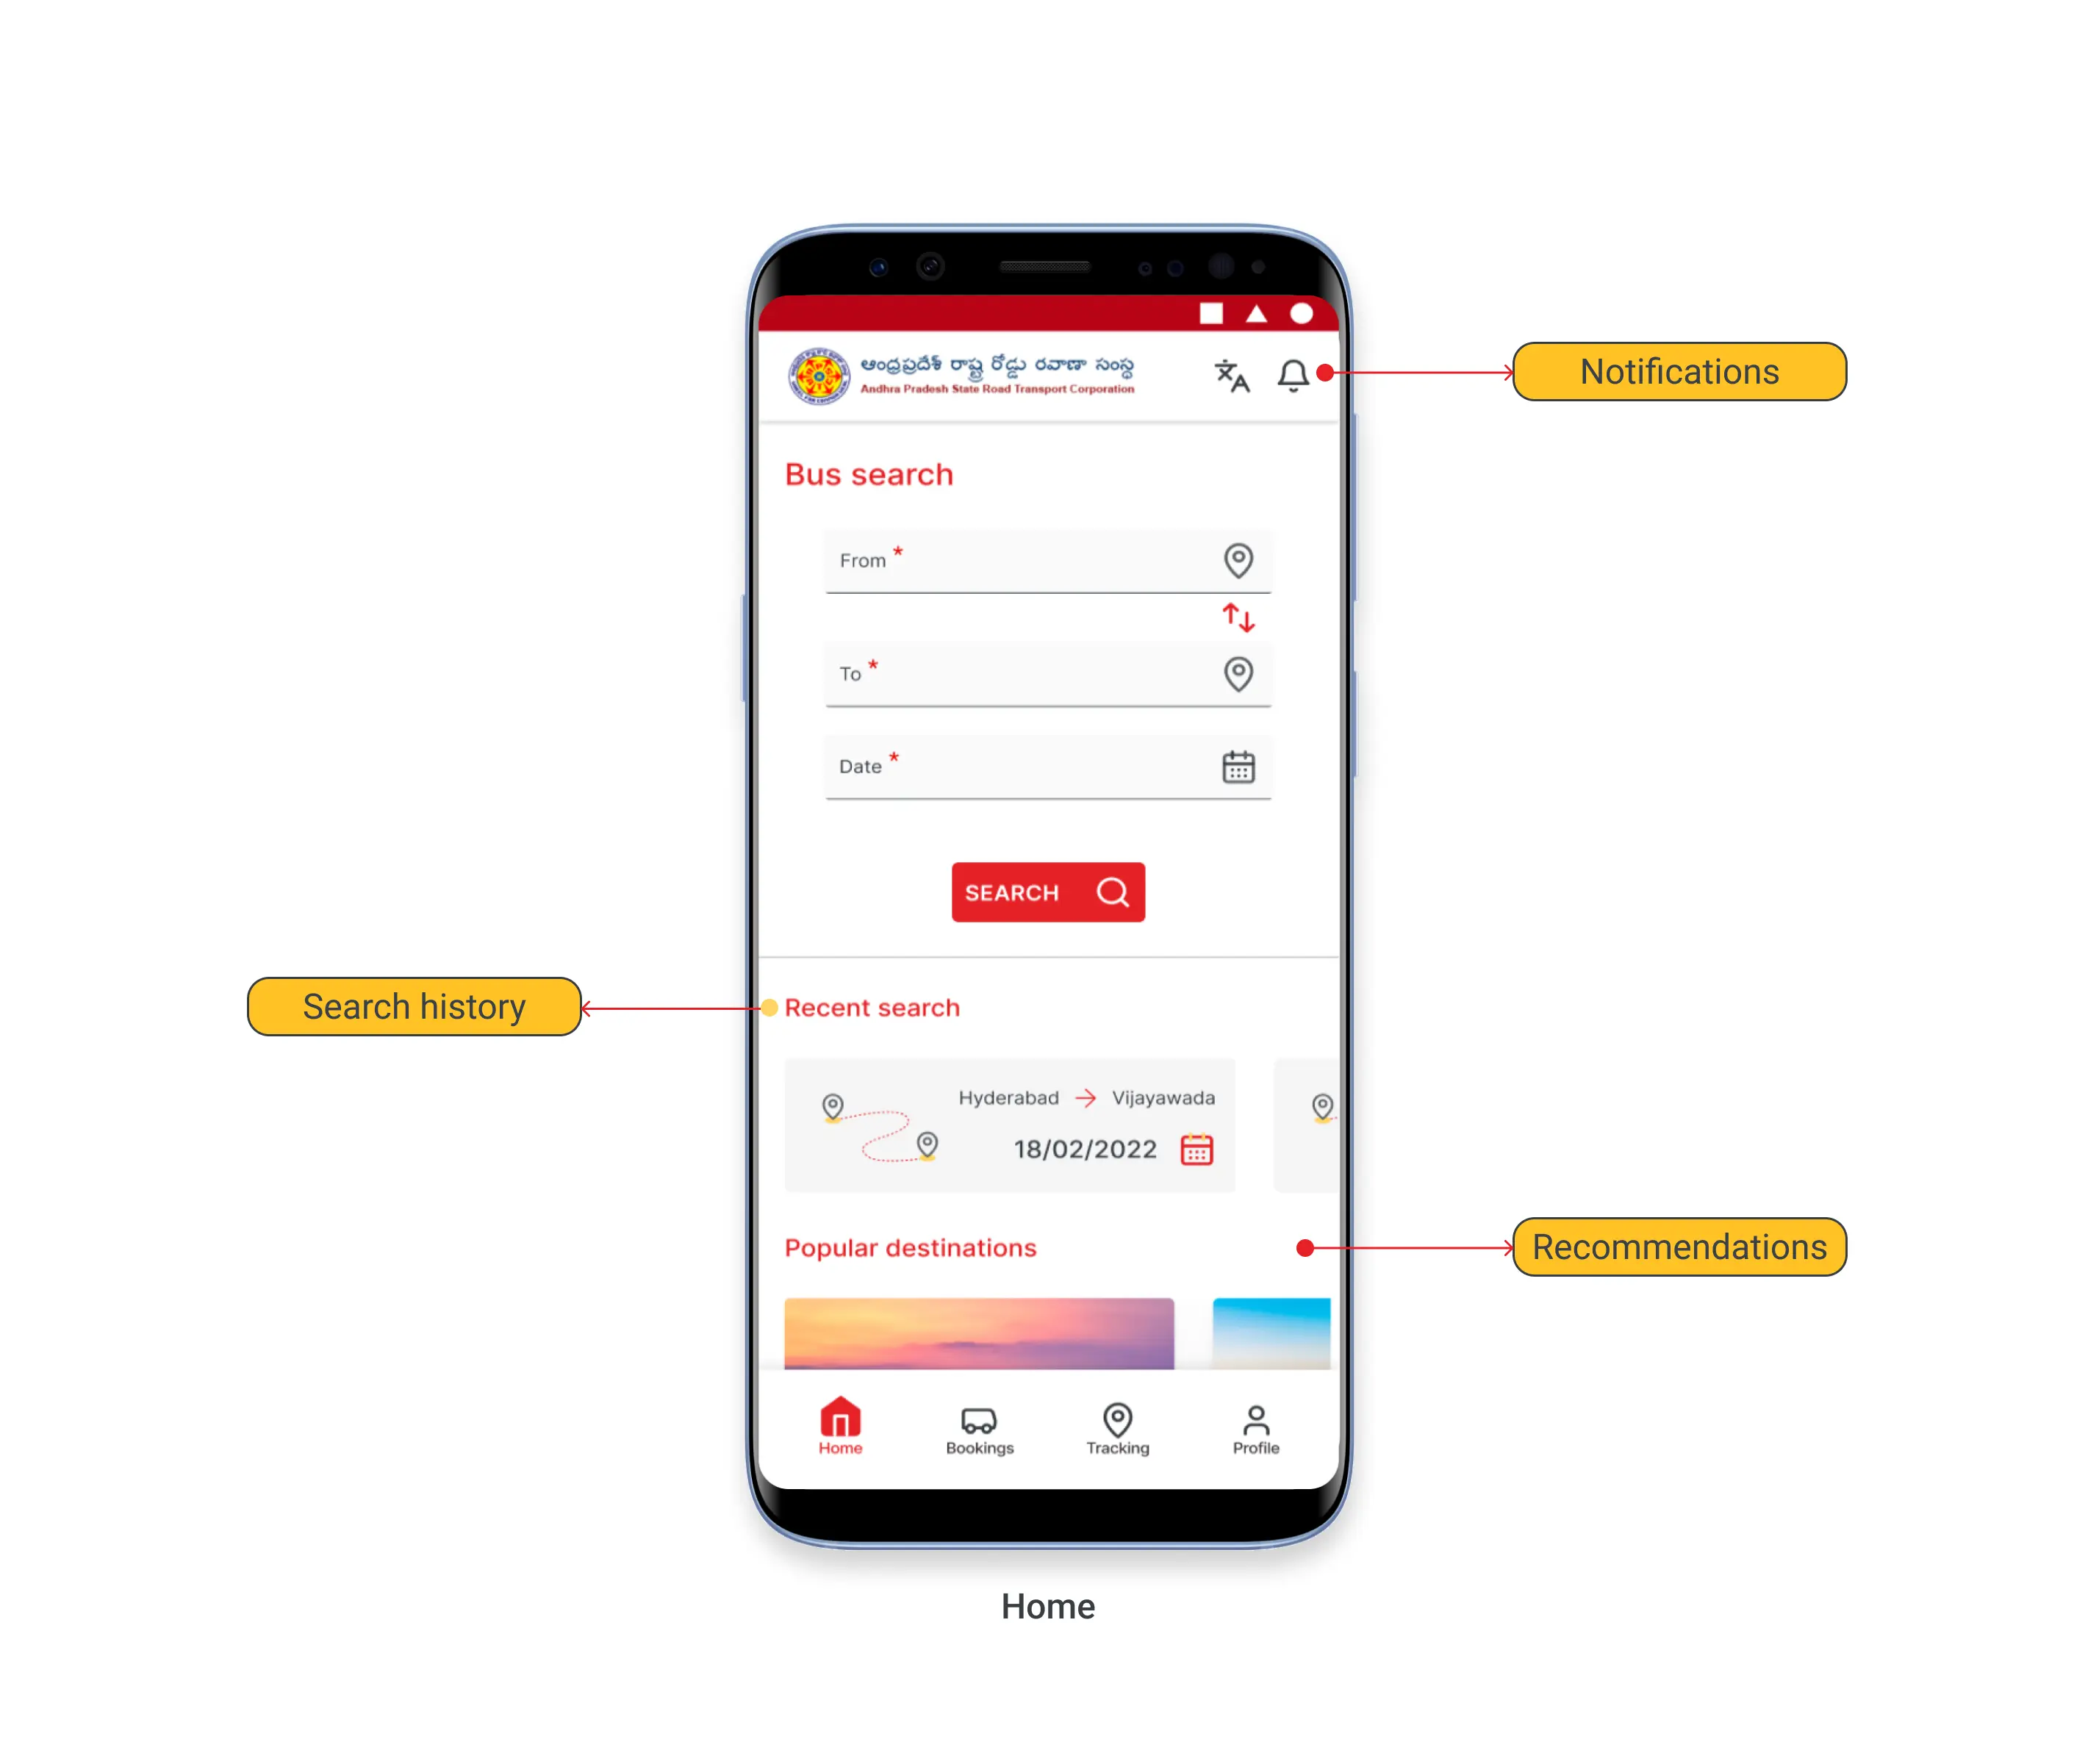 ఆంధ్రప్రదేశ్ రాష్ట్ర రోడ్డు రవాణా సంస్థ
Andhra Pradesh State Road Transport Corporation
Notifications
Bus search
From *
To *
Date *
SEARCH
Search history
Recent search
Hyderabad → Vijayawada
18/02/2022
Popular destinations
Recommendations
Home
Bookings
Tracking
Profile
Home